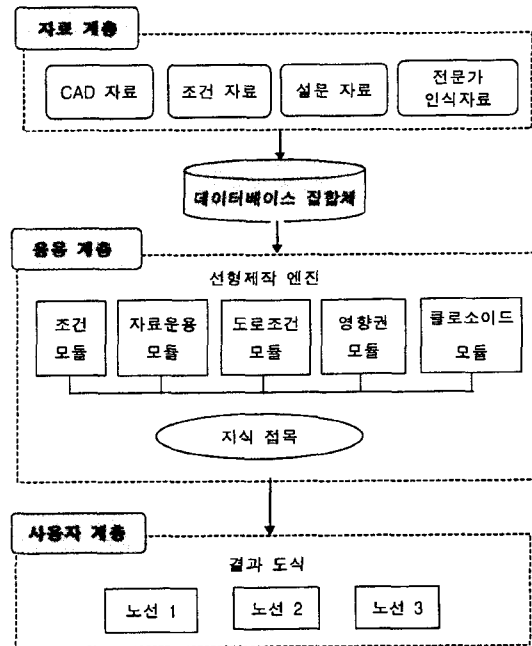 자료 계층
CAD 자료
조건 자료
설문 자료
전문가
인식자료
데이터베이스 집합체
응용 계층
선형제작 엔진
조건
모듈
자료운용
모듈
도로조건
모듈
영향권
모듈
클로소이드
모듈
지식 접목
사용자 계층
결과 도식
노선 1
노선 2
노선 3